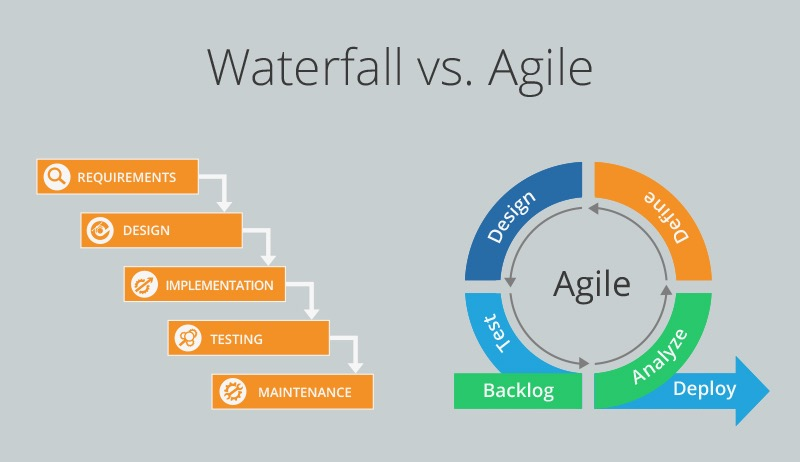 Waterfall vs. Agile
REQUIREMENTS
DESIGN
IMPLEMENTATION
TESTING
MAINTENANCE
Design
Define
Agile
Test
Analyze
Backlog
Deploy